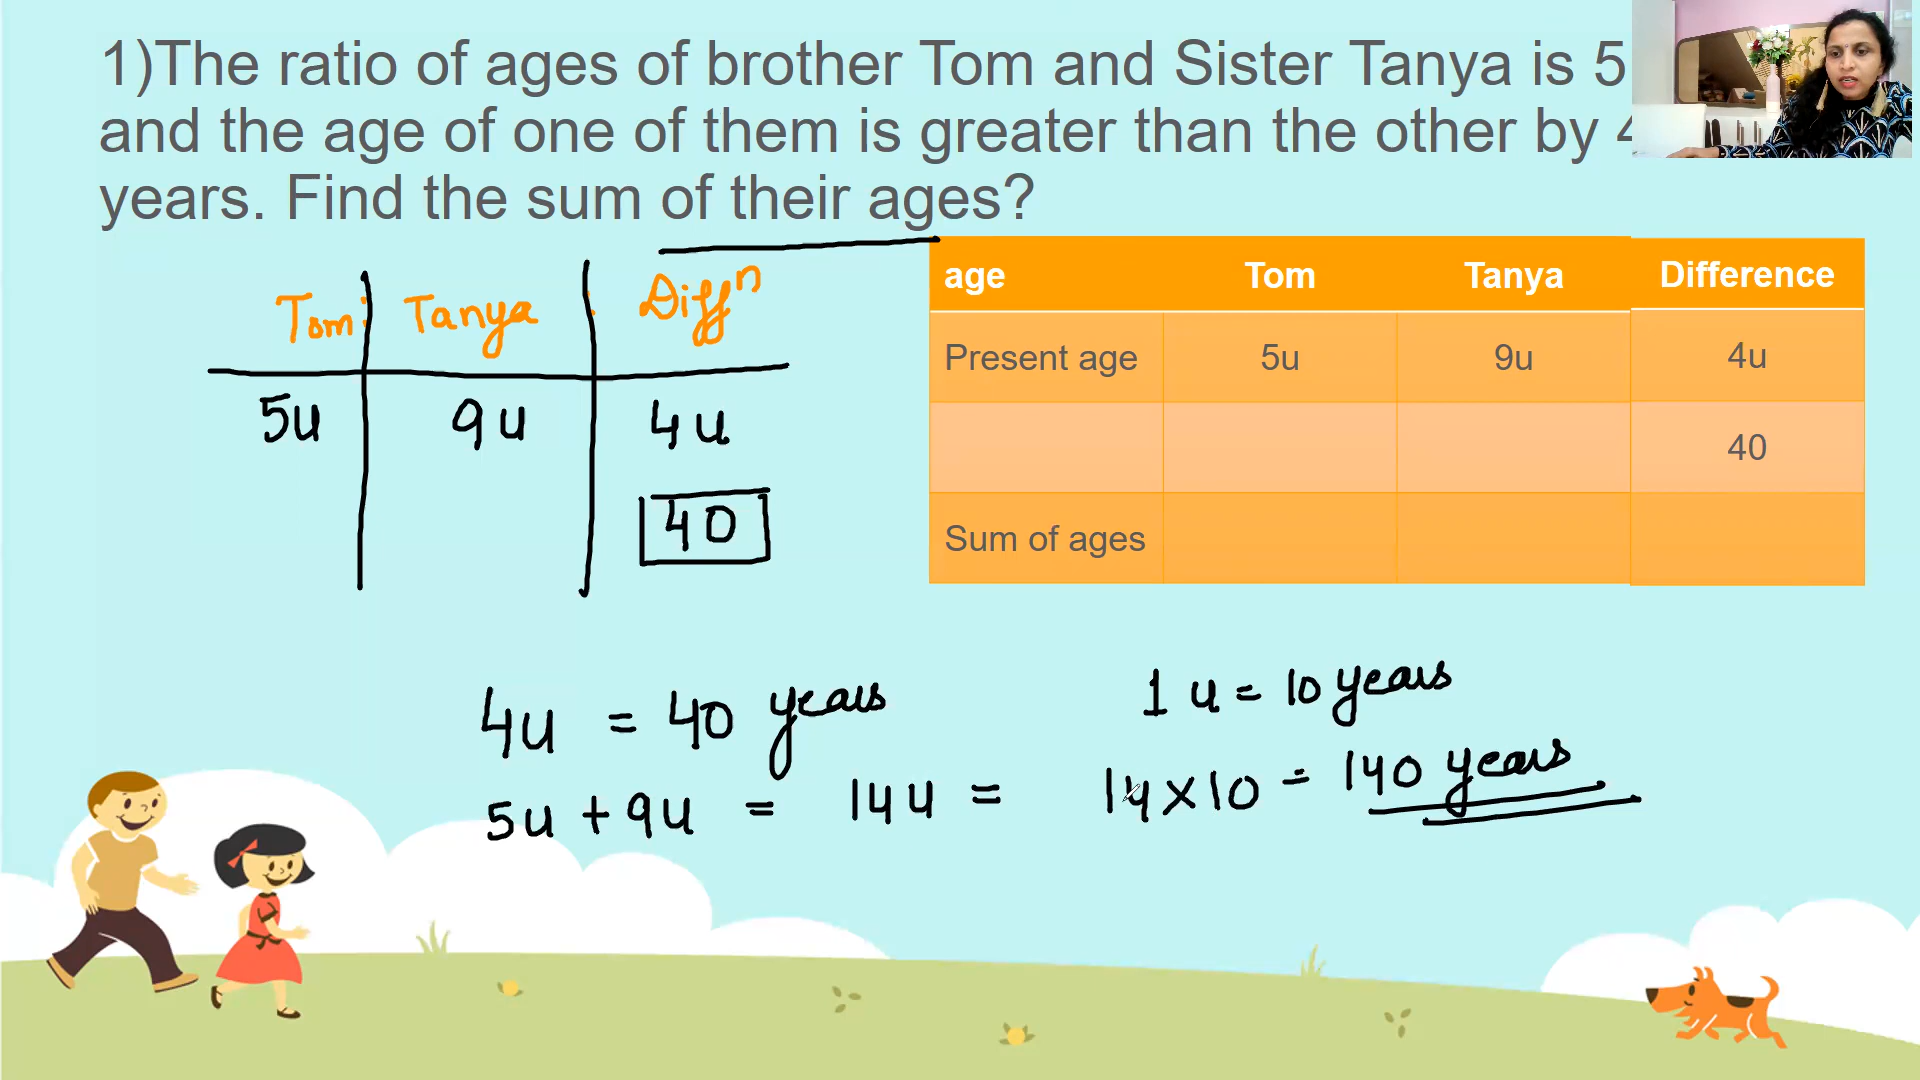 1)The ratio of ages of brother Tom and Sister Tanya is 5
and the age of one of them is greater than the other by 4
years. Find the sum of their ages?
Tom: Tanya : Diffn
5u 9u 4u
40
age Tom Tanya Difference
Present age 5u 9u 4u
40
Sum of ages
4u = 40 years 1 u = 10 years
5u + 9u = 14u = 14 x 10 = 140 years